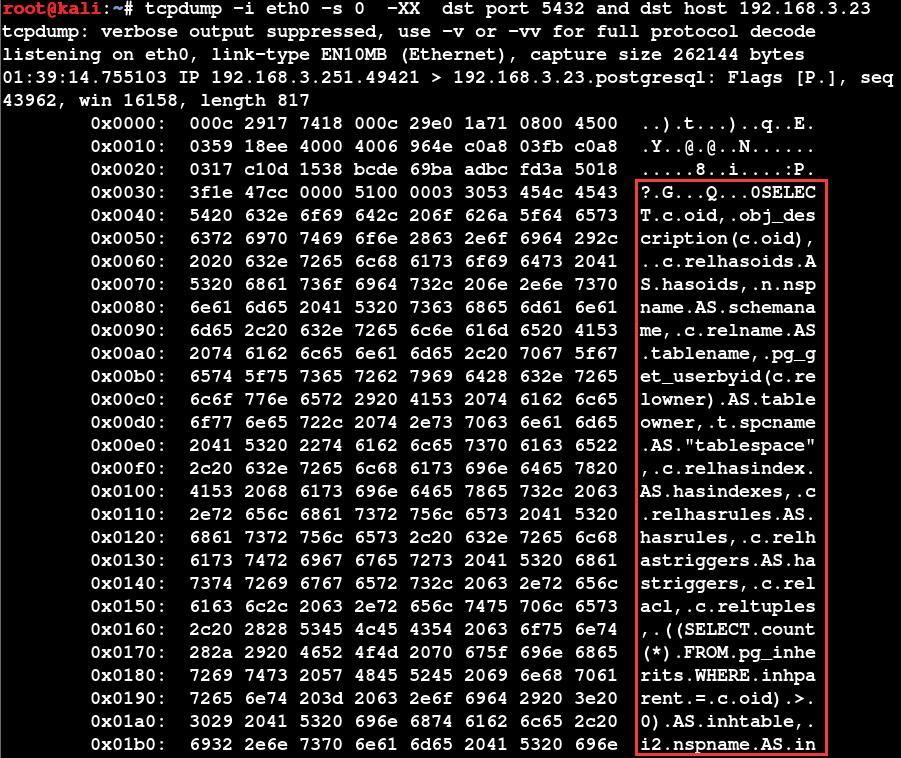 root@kali:~# tcpdump -i eth0 -s 0  -XX  dst port 5432 and dst host 192.168.3.23
tcpdump: verbose output suppressed, use -v or -vv for full protocol decode
listening on eth0, link-type EN10MB (Ethernet), capture size 262144 bytes
01:39:14.755103 IP 192.168.3.251.49421 > 192.168.3.23.postgresql: Flags [P.], seq
43962, win 16158, length 817
0x0000:  000c 2917 7418 000c 29e0 1a71 0800 4500  ..).t...)..q..E.
0x0010:  0359 18ee 4000 4006 964e c0a8 03fb c0a8  .Y..@.@..N......
0x0020:  0317 c10d 1538 bcde 69ba adbc fd3a 5018  .....8..i....:P.
0x0030:  3f1e 47cc 0000 5100 0003 3053 454c 4543  ?.G...Q...0SELEC
0x0040:  5420 632e 6f69 642c 206f 626a 5f64 6573  T.c.oid,.obj_des
0x0050:  6372 6970 7469 6f6e 2863 2e6f 6964 292c  cription(c.oid),
0x0060:  2020 632e 7265 6c68 6173 6f69 6473 2041  ..c.relhasoids.A
0x0070:  5320 6861 736f 6964 732c 206e 2e6e 7370  S.hasoids,.n.nsp
0x0080:  6e61 6d65 2041 5320 7363 6865 6d61 6e61  name.AS.schemana
0x0090:  6d65 2c20 632e 7265 6c6e 616d 6520 4153  me,.c.relname.AS
0x00a0:  2074 6162 6c65 6e61 6d65 2c20 7067 5f67  .tablename,.pg_g
0x00b0:  6574 5f75 7365 7262 7969 6428 632e 7265  et_userbyid(c.re
0x00c0:  6c6f 776e 6572 2920 4153 2074 6162 6c65  lowner).AS.table
0x00d0:  6f77 6e65 722c 2074 2e73 7063 6e61 6d65  owner,.t.spcname
0x00e0:  2041 5320 2274 6162 6c65 7370 6163 6522  .AS."tablespace"
0x00f0:  2c20 632e 7265 6c68 6173 696e 6465 7820  ,.c.relhasindex.
0x0100:  4153 2068 6173 696e 6465 7865 732c 2063  AS.hasindexes,.c
0x0110:  2e72 656c 6861 7372 756c 6573 2041 5320  .relhasrules.AS.
0x0120:  6861 7372 756c 6573 2c20 632e 7265 6c68  hasrules,.c.relh
0x0130:  6173 7472 6967 6765 7273 2041 5320 6861  astriggers.AS.ha
0x0140:  7374 7269 6767 6572 732c 2063 2e72 656c  striggers,.c.rel
0x0150:  6163 6c2c 2063 2e72 656c 7475 706c 6573  acl,.c.reltuples
0x0160:  2c20 2828 5345 4c45 4354 2063 6f75 6e74  ,.((SELECT.count
0x0170:  282a 2920 4652 4f4d 2070 675f 696e 6865  (*).FROM.pg_inhe
0x0180:  7269 7473 2057 4845 5245 2069 6e68 7061  rits.WHERE.inhpa
0x0190:  7265 6e74 203d 2063 2e6f 6964 2920 3e20  rent.=.c.oid).>.
0x01a0:  3029 2041 5320 696e 6874 6162 6c65 2c20  0).AS.inhtable,.
0x01b0:  6932 2e6e 7370 6e61 6d65 2041 5320 696e  i2.nspname.AS.in